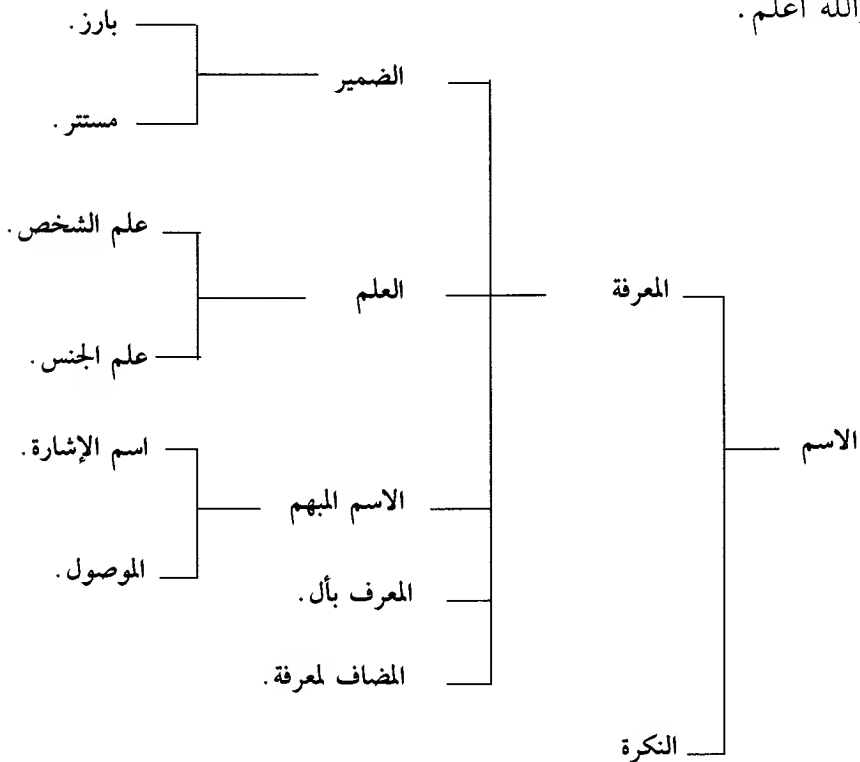 والله أعلم.
بارز.
الضمير
مستتر.
علم الشخص.
المعرفة
العلم
علم الجنس.
الاسم
اسم الإشارة.
الاسم المبهم
الموصول.
المعرف بأل.
المضاف لمعرفة.
النكرة